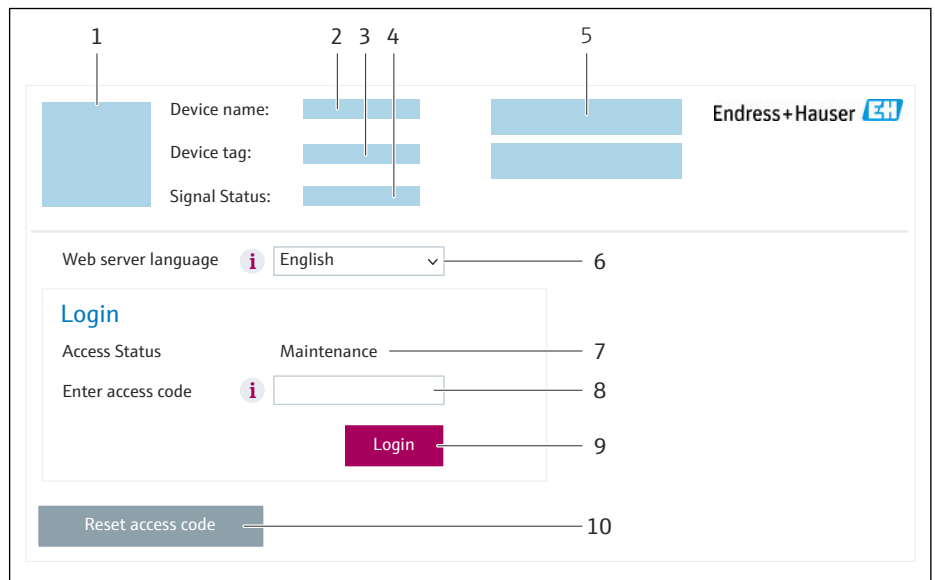 1 2 3 4 5
Device name:
Endress+Hauser EH
Device tag:
Signal Status:
Web server language i English 6
Login
Access Status Maintenance 7
Enter access code i 8
Login 9
Reset access code 10